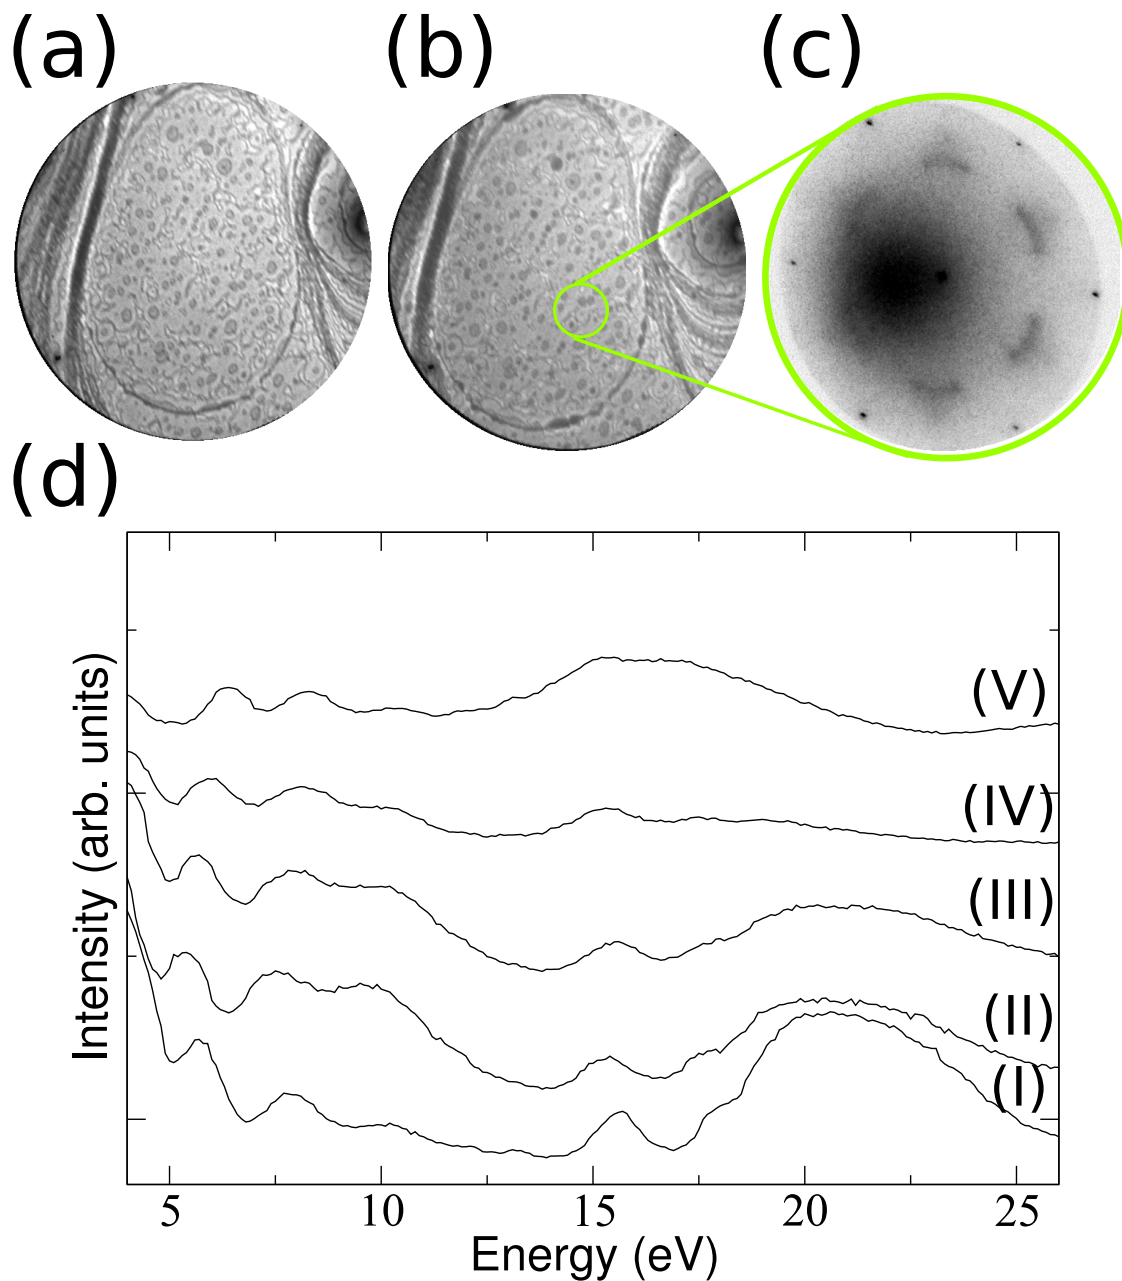 (a) (b) (c)
(d)
(V)
(IV)
(III)
(II)
(I)
Intensity (arb. units)
5 10 15 20 25
Energy (eV)